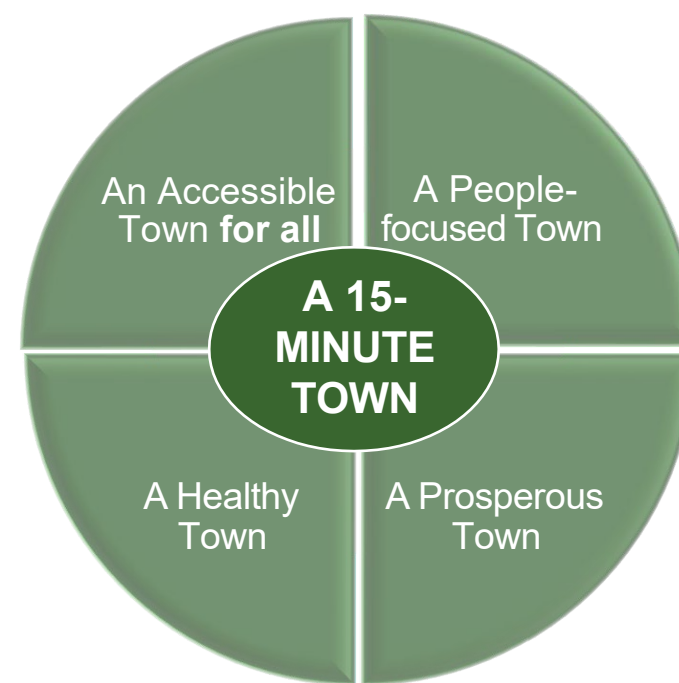 An Accessible
Town for all
A People-
focused Town
A 15-
MINUTE
TOWN
A Healthy
Town
A Prosperous
Town